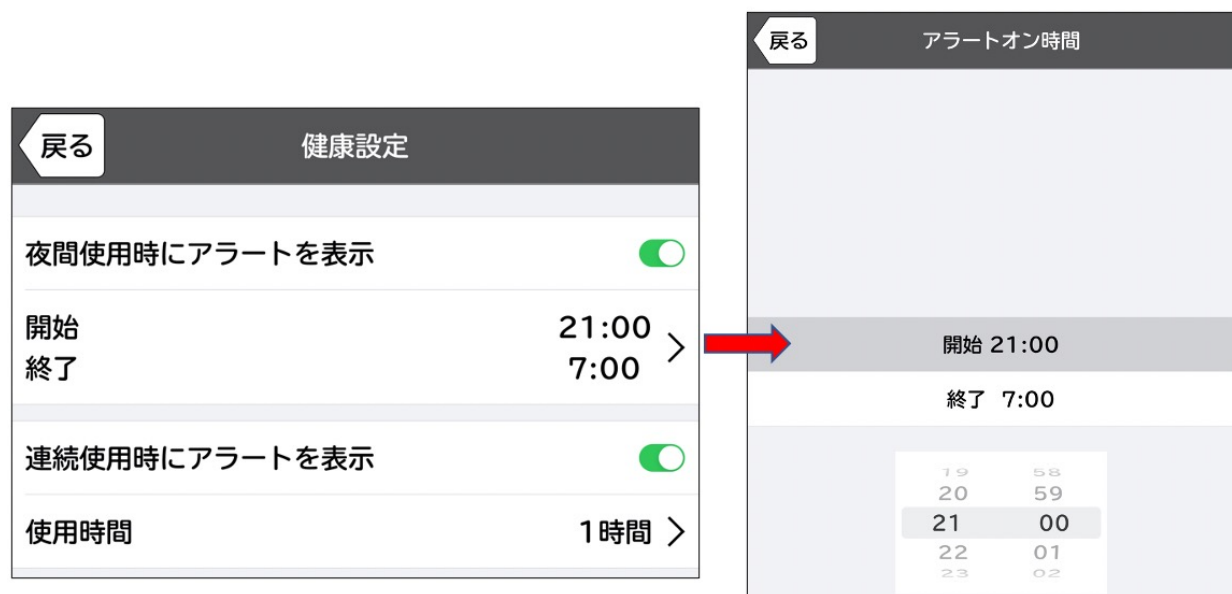 戻る
健康設定
夜間使用時にアラートを表示
開始 21:00
終了 7:00
連続使用時にアラートを表示
使用時間 1時間
戻る
アラートオン時間
開始 21:00
終了 7:00
19 58
20 59
21 00
22 01
23 02